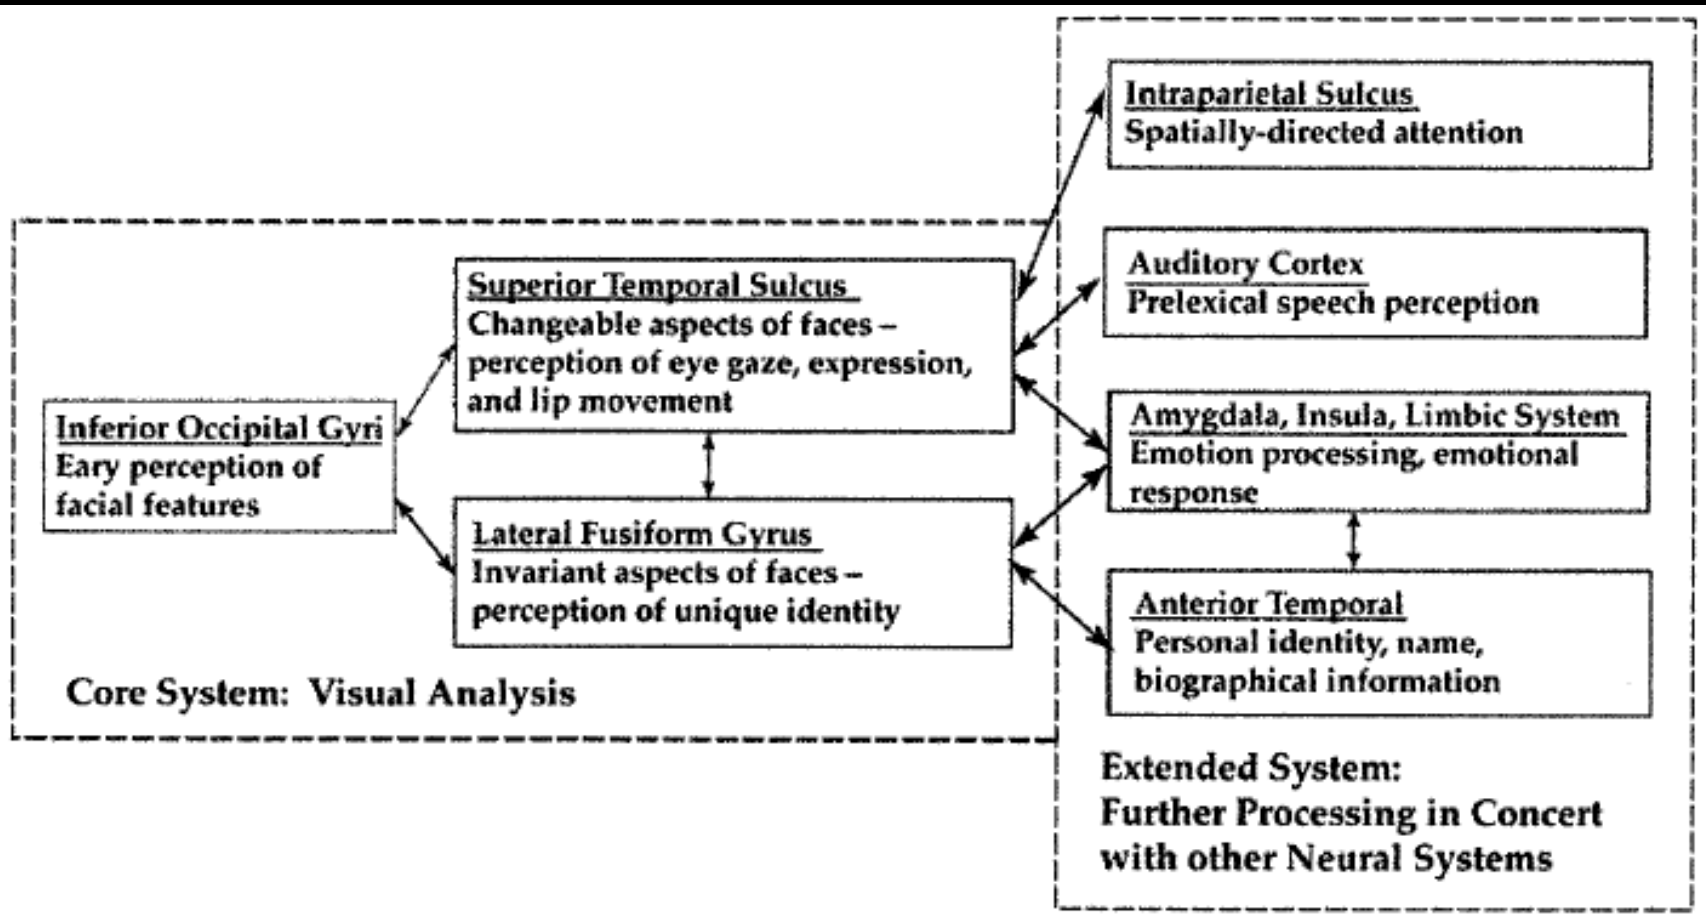 Intraparietal Sulcus
Spatially-directed attention
Auditory Cortex
Prelexical speech perception
Superior Temporal Sulcus
Changeable aspects of faces –
perception of eye gaze, expression,
and lip movement
Inferior Occipital Gyri
Eary perception of
facial features
Amygdala, Insula, Limbic System
Emotion processing, emotional
response
Lateral Fusiform Gyrus
Invariant aspects of faces –
perception of unique identity
Anterior Temporal
Personal identity, name,
biographical information
Core System: Visual Analysis
Extended System:
Further Processing in Concert
with other Neural Systems